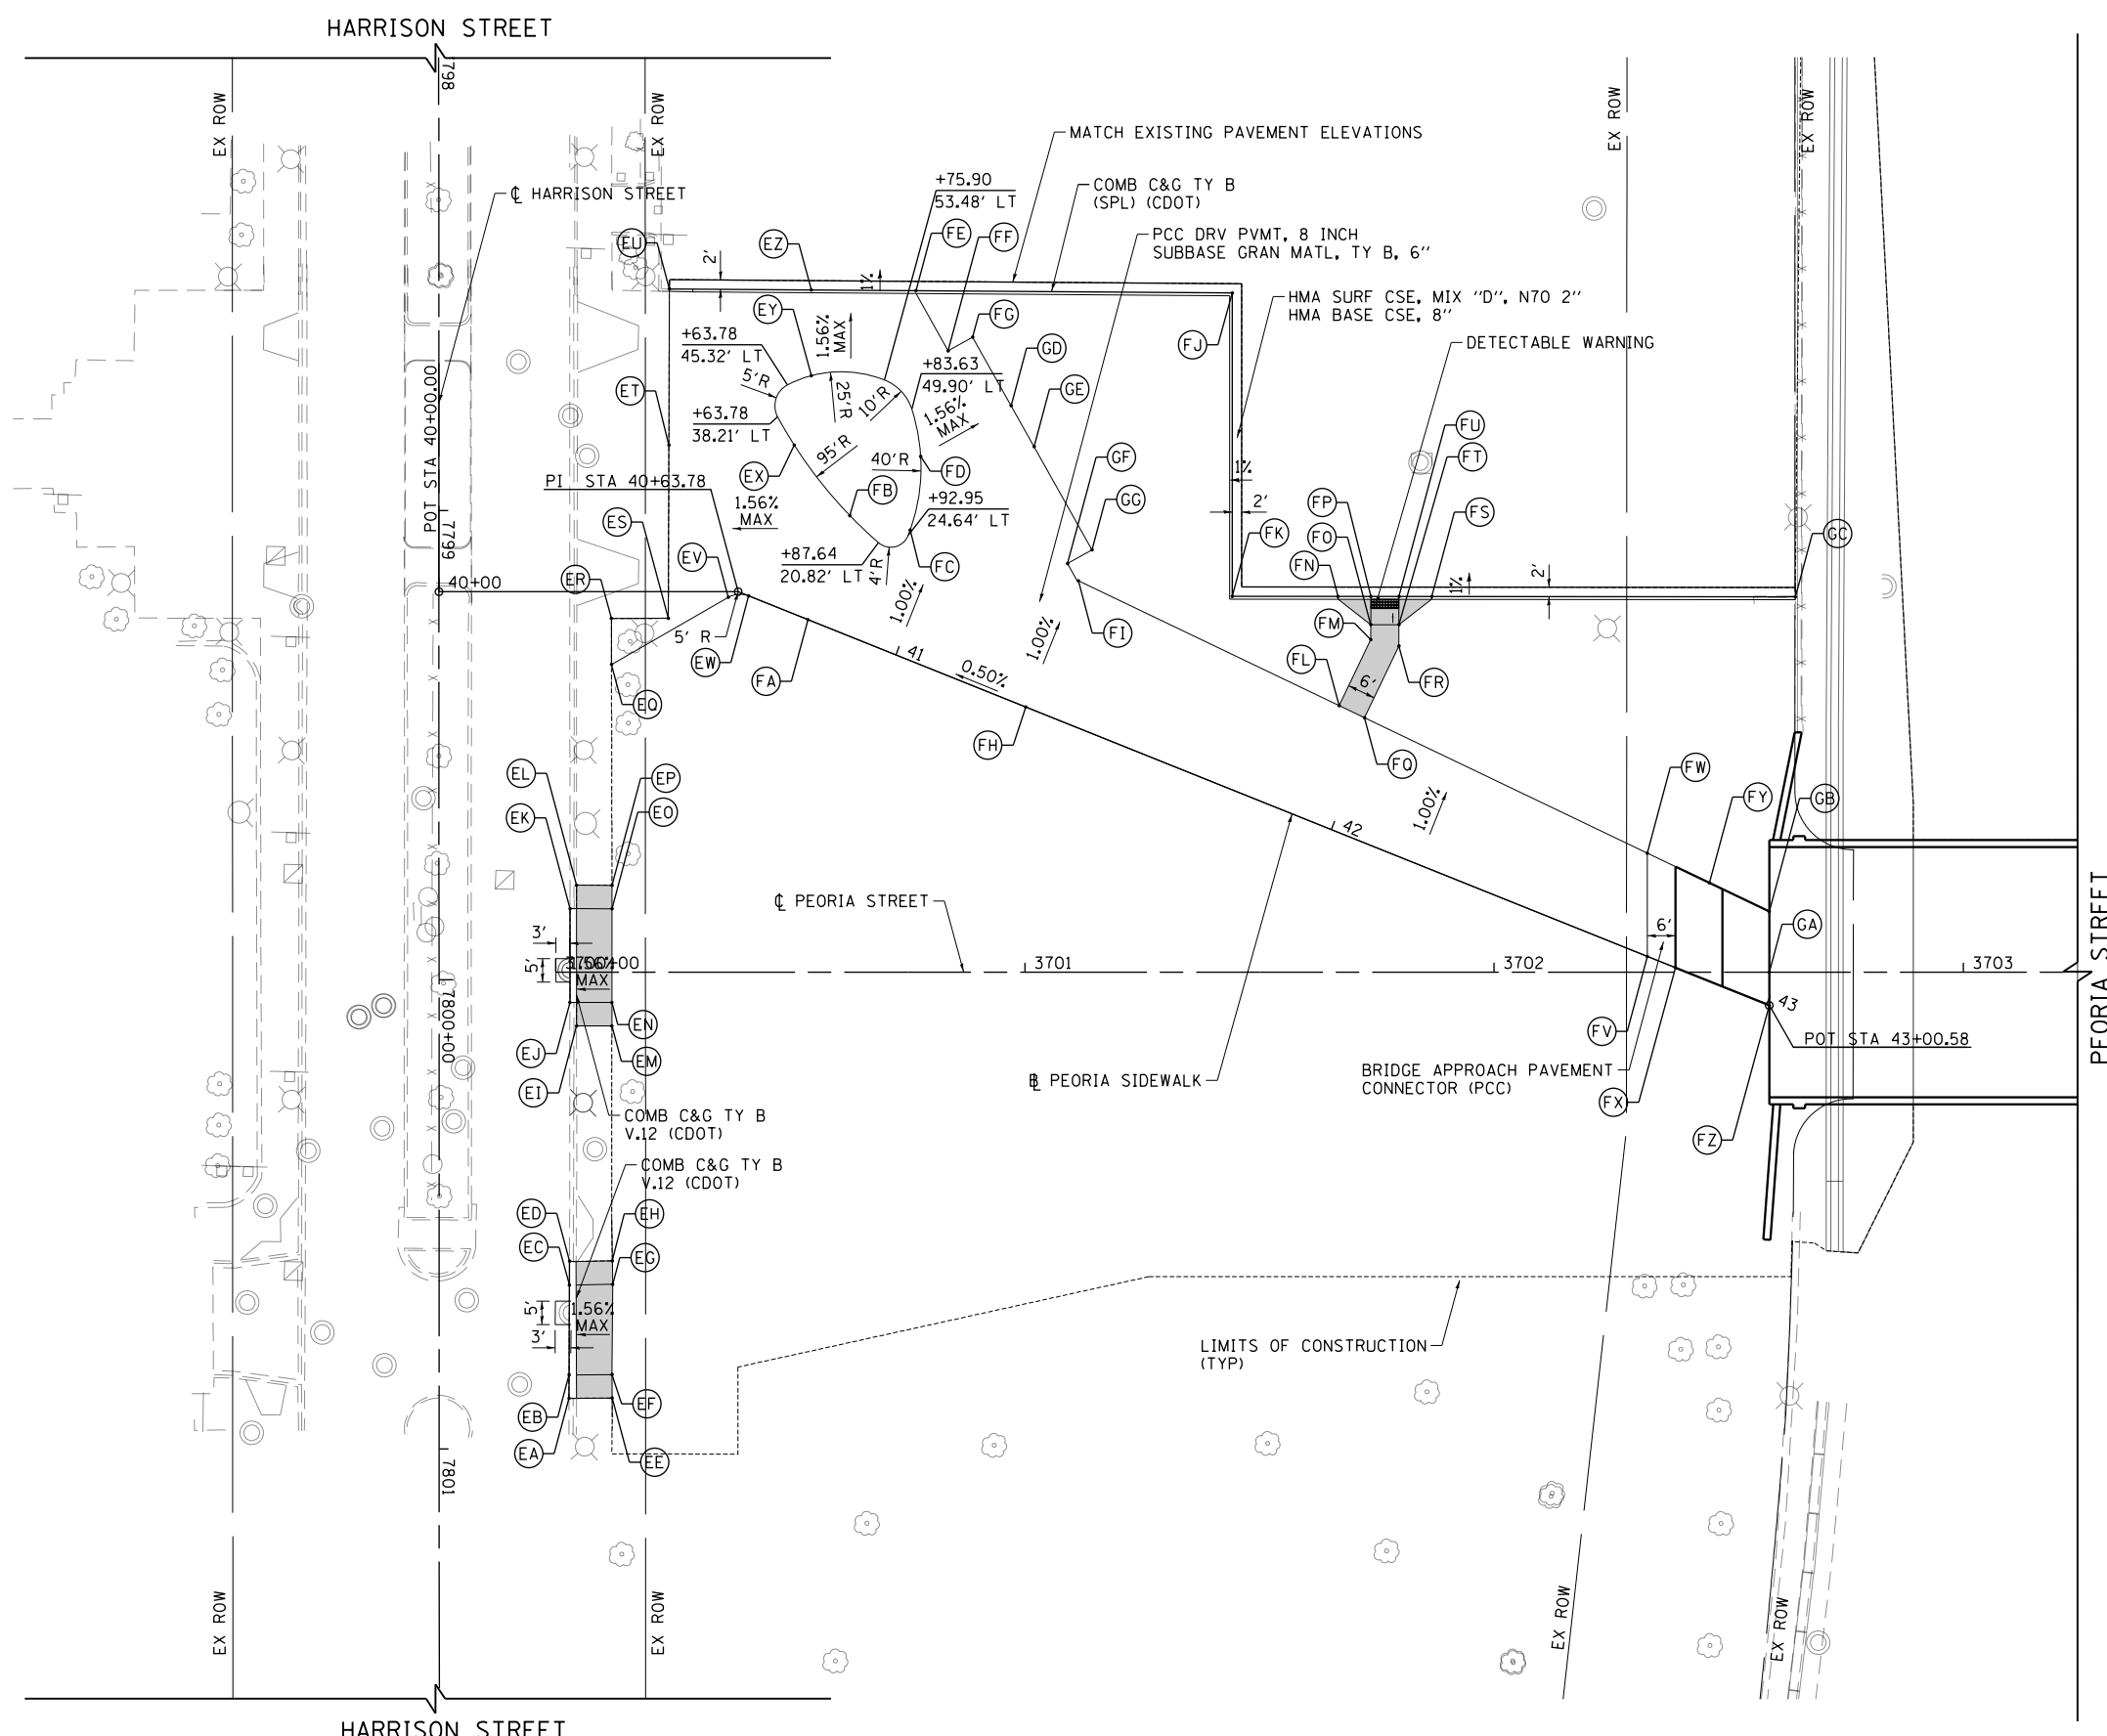 HARRISON STREET
7798
EX ROW
EX ROW
EX ROW
EX ROW
MATCH EXISTING PAVEMENT ELEVATIONS
+75.90
53.48' LT
COMB C&G TY B
(SPL) (CDOT)
℄ HARRISON STREET
EU
EZ
FE
FF
PCC DRV PVMT, 8 INCH
SUBBASE GRAN MATL, TY B, 6"
2'
1%
HMA SURF CSE, MIX "D", N70 2"
HMA BASE CSE, 8"
EY
1.56%
MAX
FG
FJ
DETECTABLE WARNING
+63.78
45.32' LT
GD
+83.63
49.90' LT
5'R
25'R
10'R
ET
GE
1.56%
MAX
+63.78
38.21' LT
FU
POT STA 40+00.00
95'R
40'R
FD
GF
FT
EX
1%
PI STA 40+63.78
FB
GG
1.56%
MAX
+92.95
24.64' LT
2'
FP
FS
ES
FO
FK
GC
7799
EV
+87.64
20.82' LT
4'R
FC
FN
1%
2'
ER
40+00
1.00%
FM
FI
5' R
EW
41
1.00%
FL
FR
FA
0.50%
6'
EQ
FH
FQ
EL
EP
FW
EK
EO
FY
GB
1.00%
42
℄ PEORIA STREET
PEORIA STREET
GA
3'
6'
5'
3700+00
1.56%
MAX
3701
3702
3703
43
7800+00
EN
FV
EJ
EM
POT STA 43+00.58
EI
BRIDGE APPROACH PAVEMENT
CONNECTOR (PCC)
B PEORIA SIDEWALK
FX
COMB C&G TY B
V.12 (CDOT)
FZ
COMB C&G TY B
V.12 (CDOT)
ED
EH
EC
EG
5'
1.56%
MAX
3'
LIMITS OF CONSTRUCTION
(TYP)
EB
EF
EA
EE
7801
EX ROW
EX ROW
EX ROW
EX ROW
HARRISON STREET